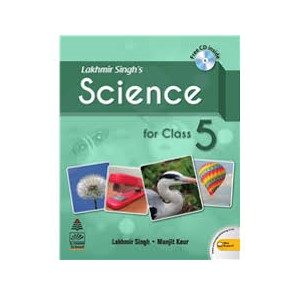 Free CD inside
Lakhmir Singh's
Science
for Class 5
Lakhmir Singh • Manjit Kaur